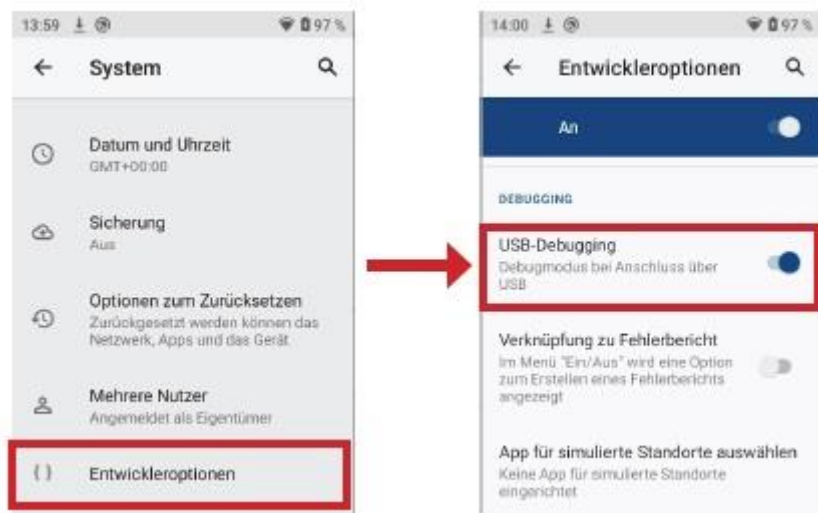 13:59
97 %
System
Datum und Uhrzeit
GMT+00:00
Sicherung
Aus
Optionen zum Zurücksetzen
Zurückgesetzt werden können das
Netzwerk, Apps und das Gerät
Mehrere Nutzer
Angemeldet als Eigentümer
{ } Entwickleroptionen
14:00
97 %
Entwickleroptionen
An
DEBUGGING
USB-Debugging
Debugmodus bei Anschluss über
USB
Verknüpfung zu Fehlerbericht
Im Menü "Ein/Aus" wird eine Option
zum Erstellen eines Fehlerberichts
angezeigt
App für simulierte Standorte auswählen
Keine App für simulierte Standorte
eingerichtet